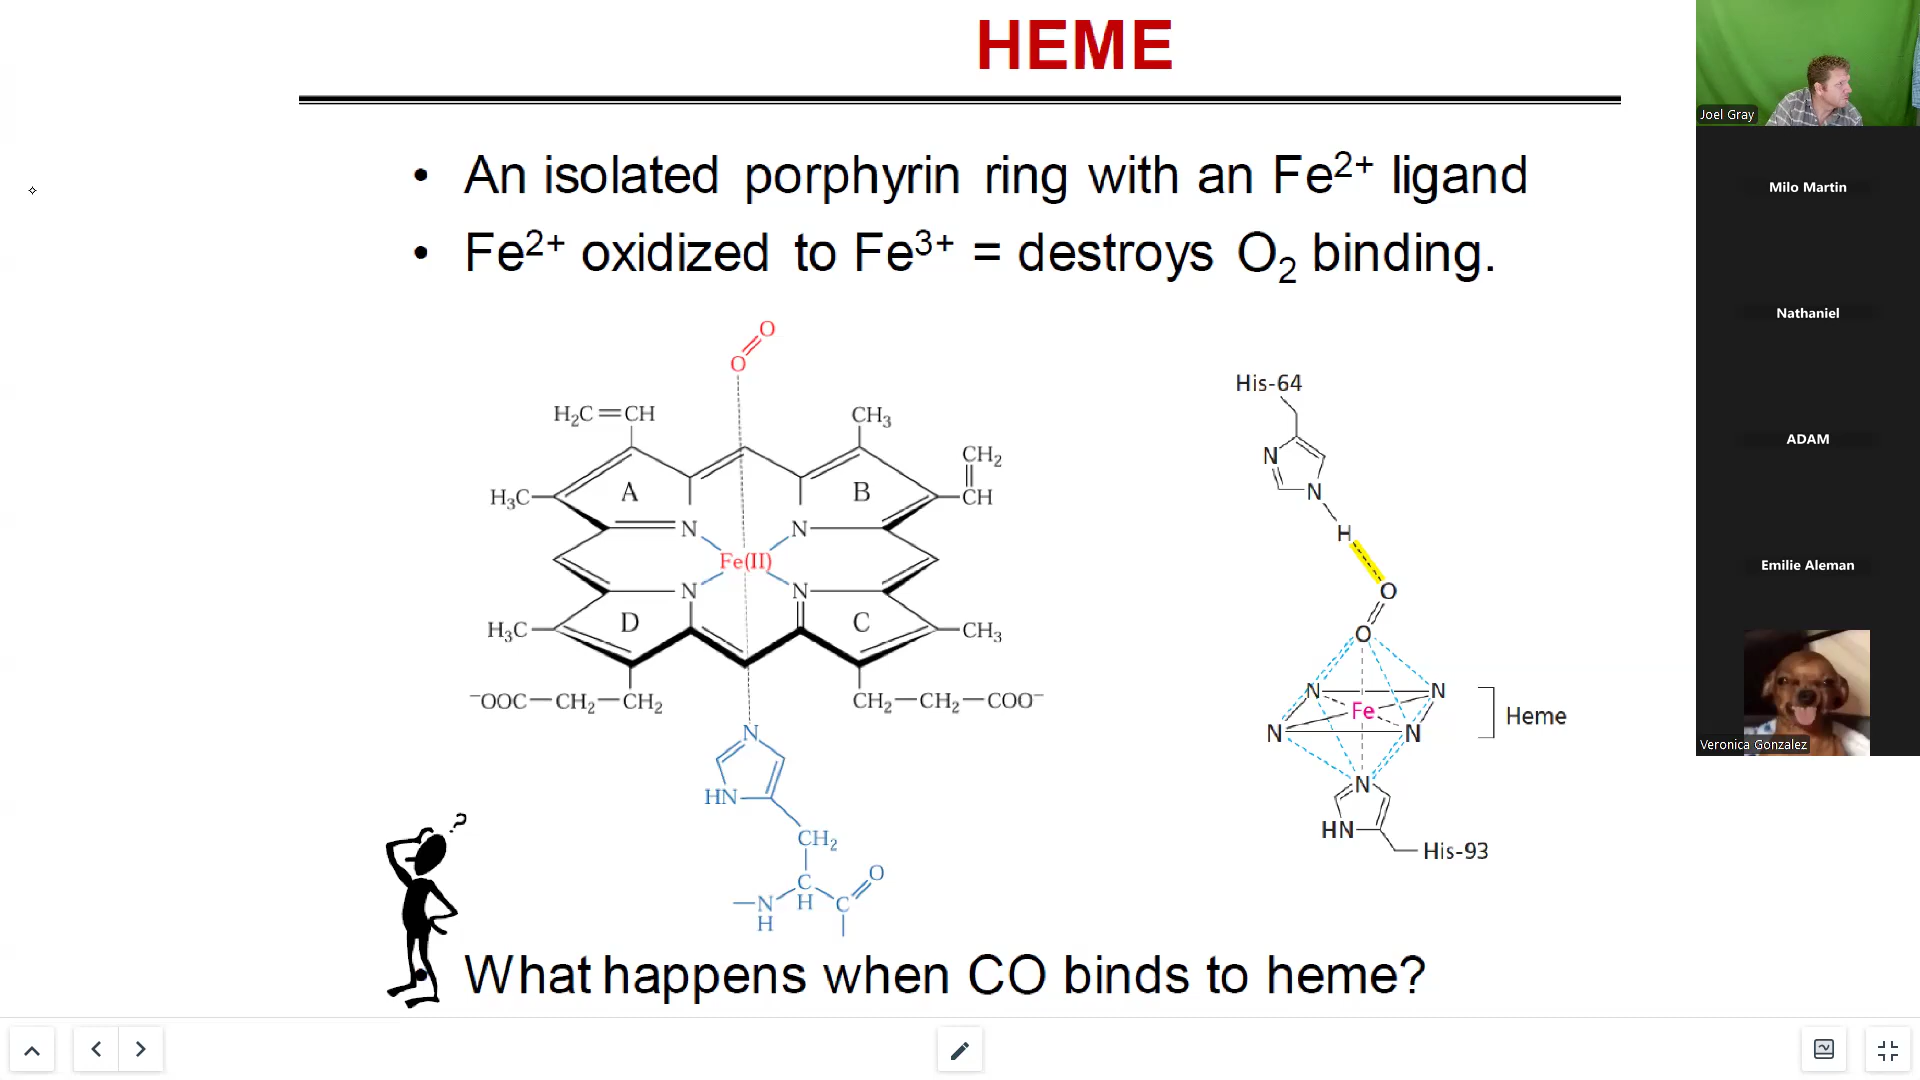 HEME
• An isolated porphyrin ring with an Fe2+ ligand
• Fe2+ oxidized to Fe3+ = destroys O2 binding.
O
O
H2C=CH
CH3
CH2
CH
H3C
A
B
N
N
Fe(II)
N
N
D
C
H3C
CH3
-OOC-CH2-CH2
CH2-CH2-COO-
N
HN
CH2
C
H
O
-N
H
C
His-64
N
N
H
O
O
N
N
Fe
N
N
Heme
N
HN
His-93
?
What happens when CO binds to heme?
Joel Gray
Milo Martin
Nathaniel
ADAM
Emilie Aleman
Veronica Gonzalez